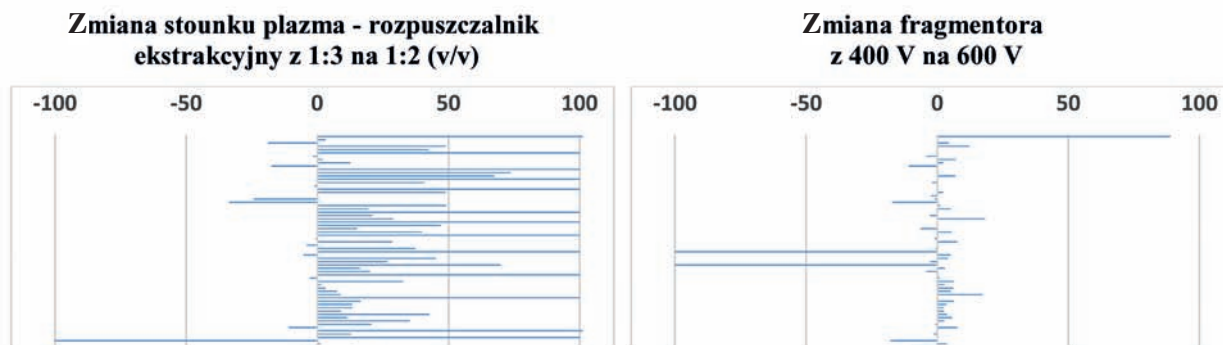 Zmiana stounku plazma - rozpuszczalnik
ekstrakcyjny z 1:3 na 1:2 (v/v)
-100 -50 0 50 100
Zmiana fragmentora
z 400 V na 600 V
-100 -50 0 50 100